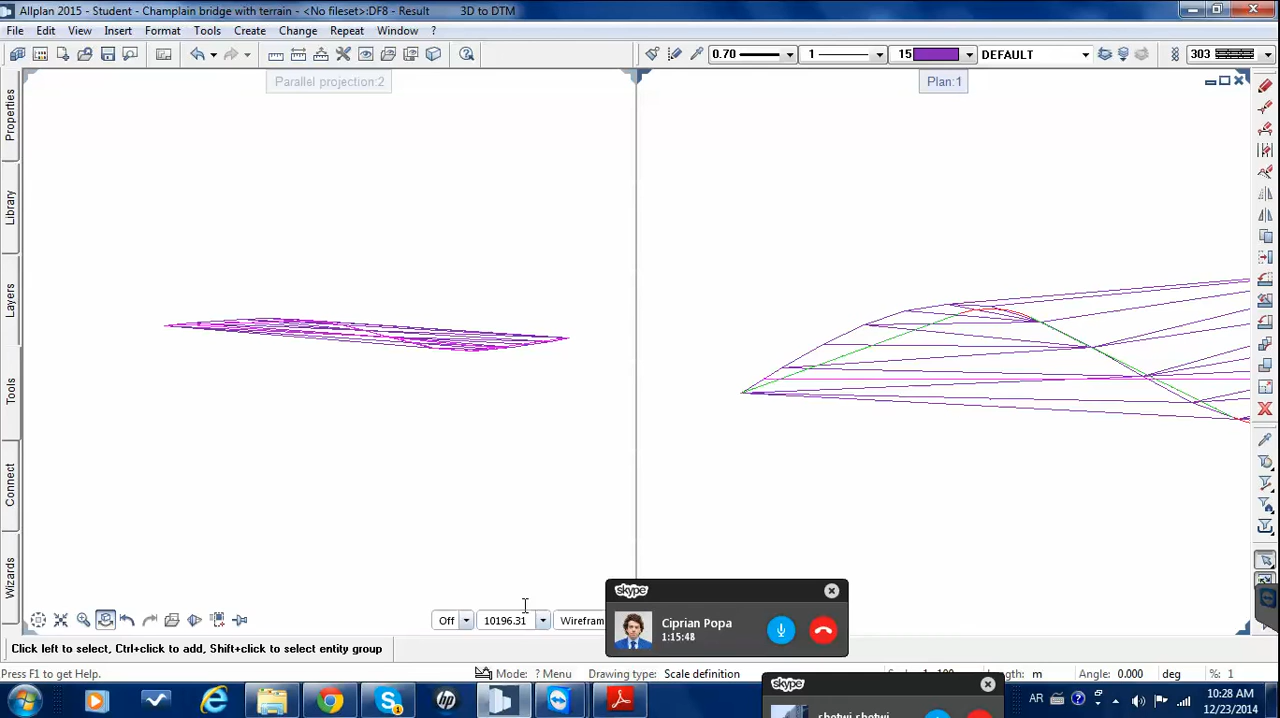 Allplan 2015 - Student - Champlain bridge with terrain - <No fileset>:DF8 - Result
3D to DTM
File Edit View Insert Format Tools Create Change Repeat Window ?
0.70 1 15 DEFAULT 303
Parallel projection:2
Plan:1
Properties
Library
Layers
Tools
Connect
Wizards
skype
Ciprian Popa
1:15:48
Off 10196.31 Wirefram
Click left to select, Ctrl+click to add, Shift+click to select entity group
Press F1 to get Help.
Mode: ? Menu
Drawing type: Scale definition
Angle: 0.000 deg %: 1
skype
AR
10:28 AM
12/23/2014